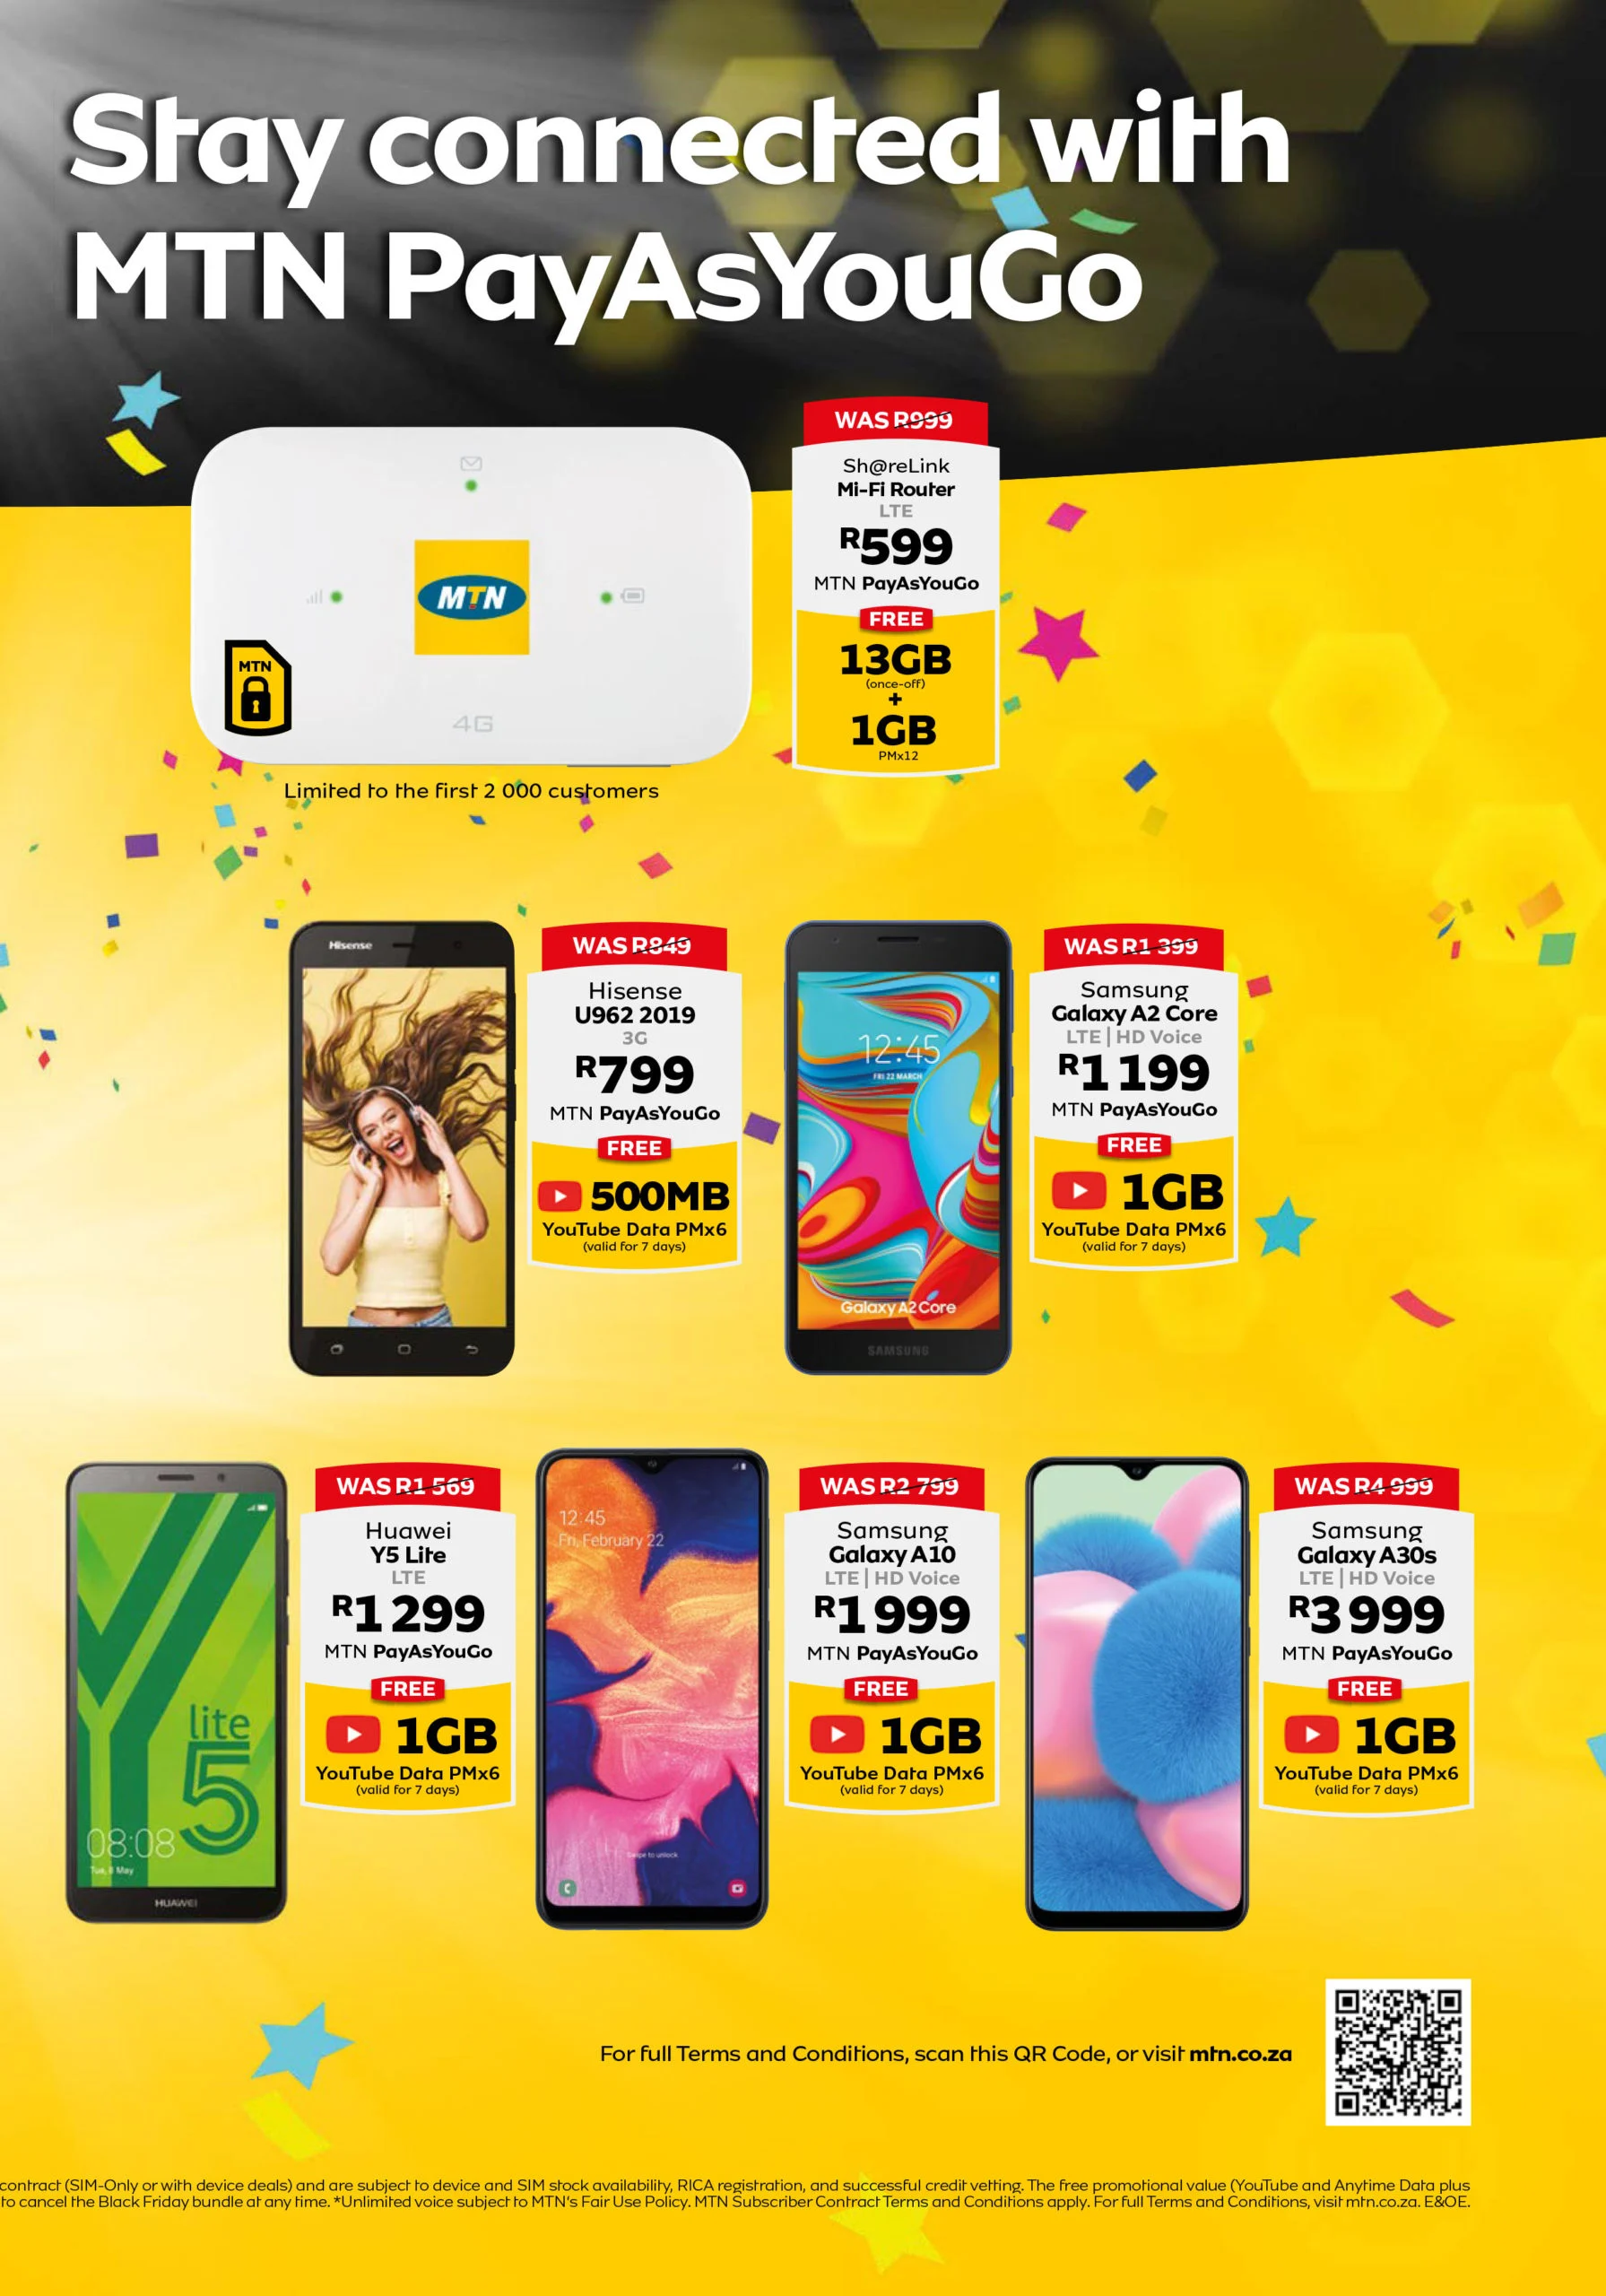 Stay connected with
MTN PayAsYouGo
WAS R999
Sh@reLink
Mi-Fi Router
LTE
R599
MTN PayAsYouGo
FREE
13GB
(once-off)
+
1GB
PMx12
MTN
MTN
4G
Limited to the first 2 000 customers
Hisense
WAS R849
Hisense
U962 2019
3G
R799
MTN PayAsYouGo
FREE
500MB
YouTube Data PMx6
(valid for 7 days)
12:45
FRI 22 MARCH
Galaxy A2 Core
SAMSUNG
WAS R1 399
Samsung
Galaxy A2 Core
LTE | HD Voice
R1 199
MTN PayAsYouGo
FREE
1GB
YouTube Data PMx6
(valid for 7 days)
lite
5
08:08
Tue, 8 May
HUAWEI
WAS R1 569
Huawei
Y5 Lite
LTE
R1 299
MTN PayAsYouGo
FREE
1GB
YouTube Data PMx6
(valid for 7 days)
12:45
Fri, February 22
Swipe to unlock
WAS R2 799
Samsung
Galaxy A10
LTE | HD Voice
R1 999
MTN PayAsYouGo
FREE
1GB
YouTube Data PMx6
(valid for 7 days)
WAS R4 999
Samsung
Galaxy A30s
LTE | HD Voice
R3 999
MTN PayAsYouGo
FREE
1GB
YouTube Data PMx6
(valid for 7 days)
For full Terms and Conditions, scan this QR Code, or visit mtn.co.za
contract (SIM-Only or with device deals) and are subject to device and SIM stock availability, RICA registration, and successful credit vetting. The free promotional value (YouTube and Anytime Data plus
to cancel the Black Friday bundle at any time. *Unlimited voice subject to MTN's Fair Use Policy. MTN Subscriber Contract Terms and Conditions apply. For full Terms and Conditions, visit mtn.co.za. E&OE.